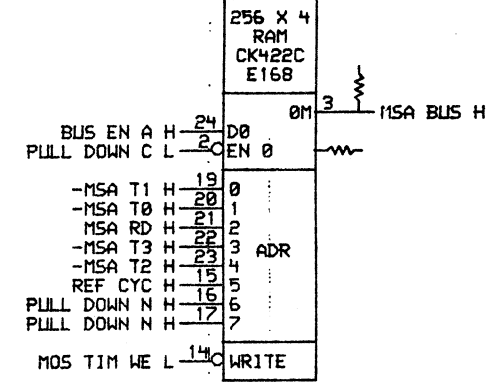 256 X 4
RAM
CK422C
E168
0M 3 MSA BUS H
BUS EN A H 24 D0
PULL DOWN C L 2 EN 0
-MSA T1 H 19 0
-MSA T0 H 20 1
MSA RD H 21 2
-MSA T3 H 22 3 ADR
-MSA T2 H 23 4
REF CYC H 15 5
PULL DOWN N H 16 6
PULL DOWN N H 17 7
MOS TIM WE L 14 WRITE